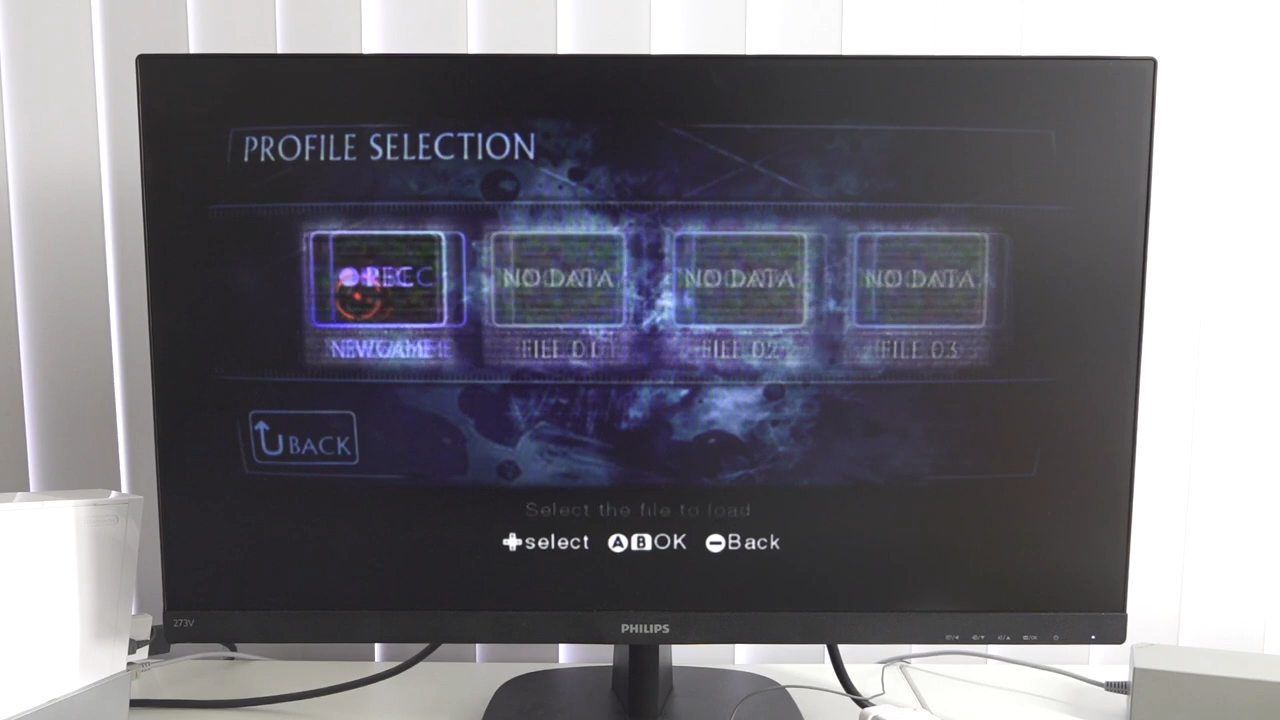 PROFILE SELECTION
REC NO DATA NO DATA NO DATA
NEW GAME FILE 01 FILE 02 FILE 03
BACK
Select the file to load
select A B OK Back
273V PHILIPS